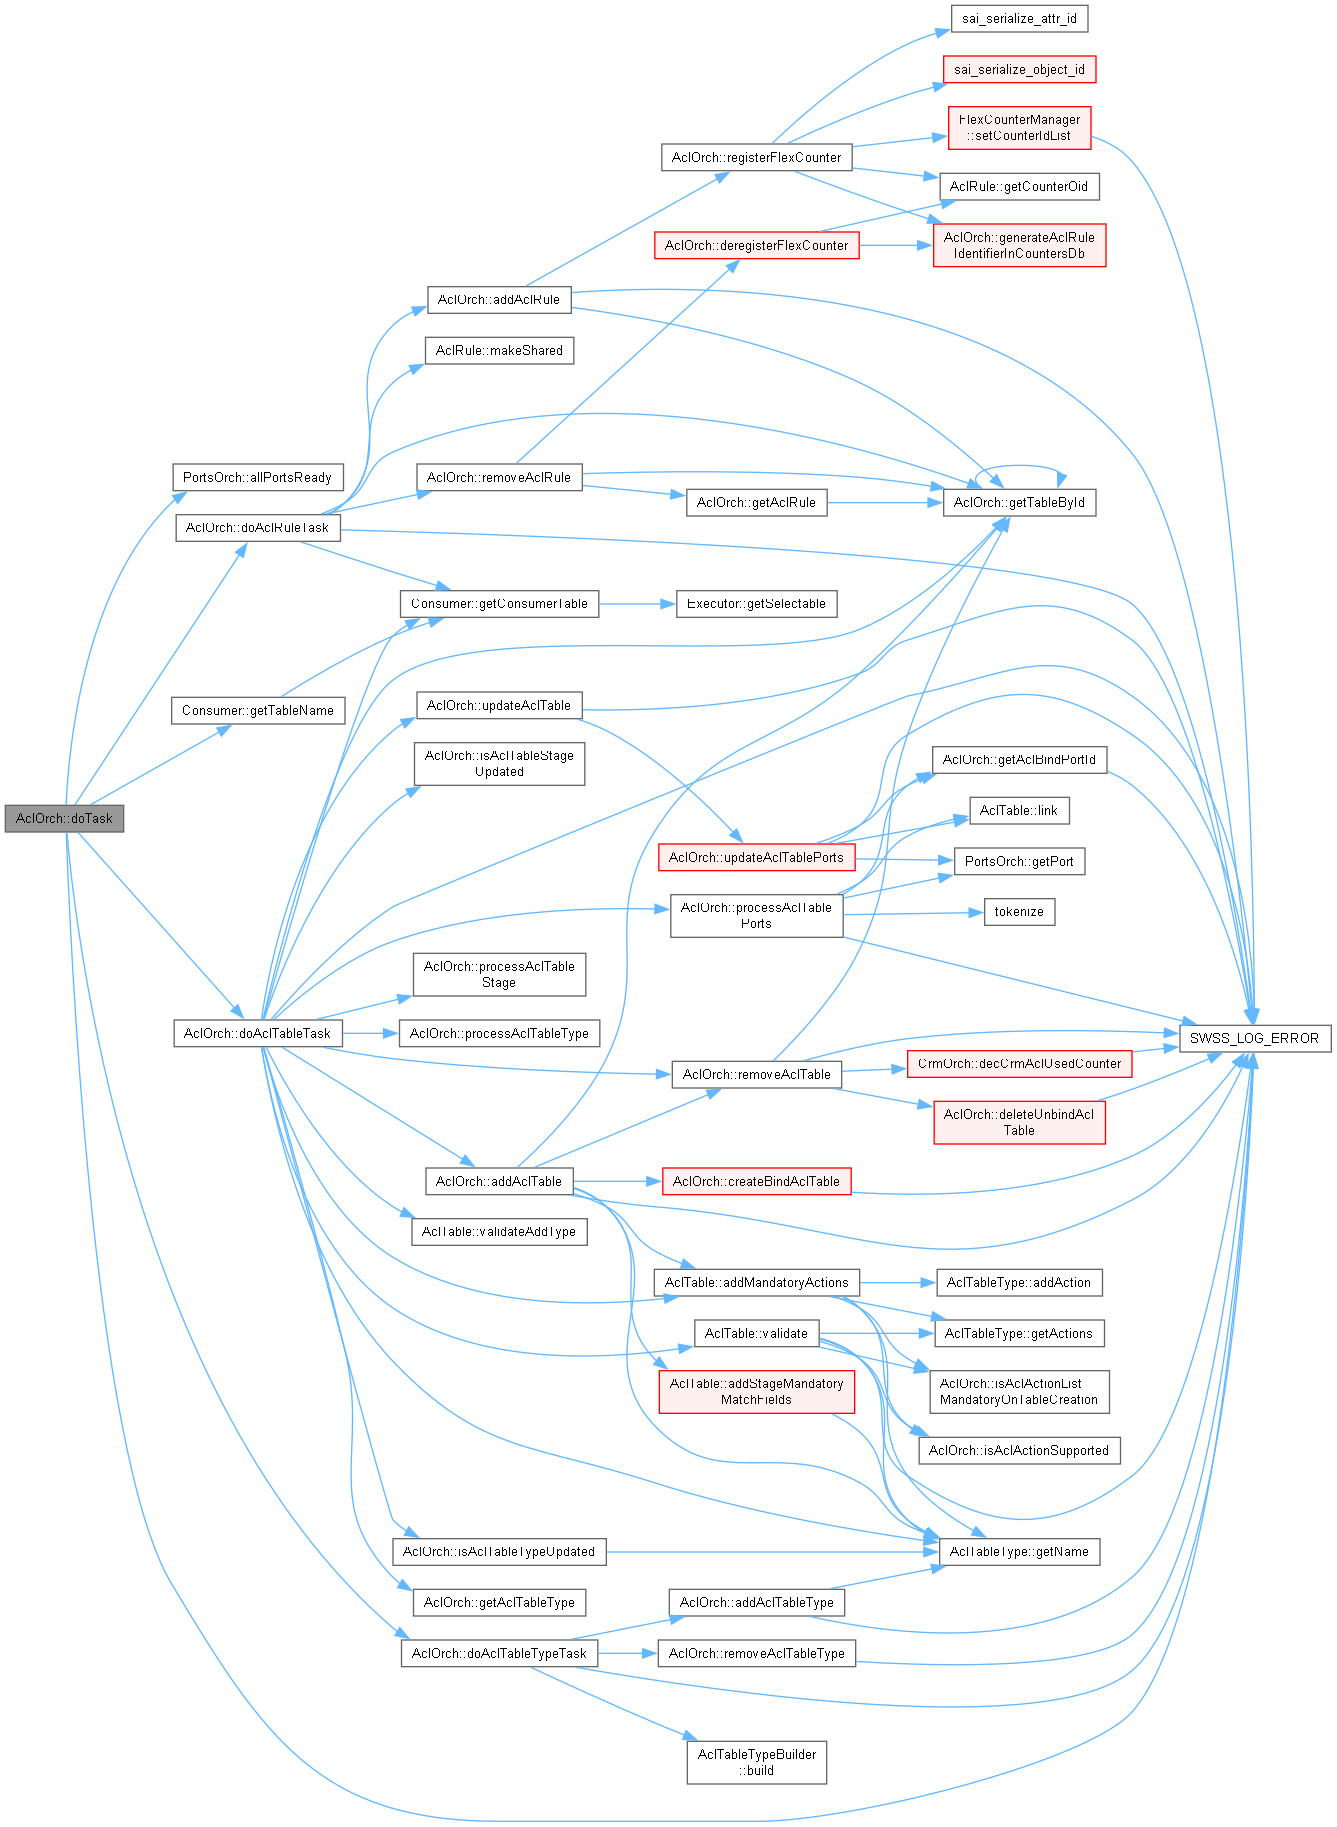 sai_serialize_attr_id
sai_serialize_object_id
FlexCounterManager
::setCounterIdList
AclOrch::registerFlexCounter
AclRule::getCounterOid
AclOrch::generateAclRule
IdentifierInCountersDb
AclOrch::deregisterFlexCounter
AclOrch::addAclRule
AclRule::makeShared
PortsOrch::allPortsReady
AclOrch::removeAclRule
AclOrch::getAclRule
AclOrch::getTableById
AclOrch::doAclRuleTask
Consumer::getConsumerTable
Executor::getSelectable
Consumer::getTableName
AclOrch::updateAclTable
AclOrch::isAclTableStage
Updated
AclOrch::getAclBindPortId
AclTable::link
AclOrch::doTask
AclOrch::updateAclTablePorts
PortsOrch::getPort
AclOrch::processAclTable
Ports
tokenize
AclOrch::processAclTable
Stage
AclOrch::doAclTableTask
AclOrch::processAclTableType
SWSS_LOG_ERROR
AclOrch::removeAclTable
CrmOrch::decCrmAclUsedCounter
AclOrch::deleteUnbindAcl
Table
AclOrch::addAclTable
AclOrch::createBindAclTable
AclTable::validateAddType
AclTable::addMandatoryActions
AclTableType::addAction
AclTable::validate
AclTableType::getActions
AclTable::addStageMandatory
MatchFields
AclOrch::isAclActionList
MandatoryOnTableCreation
AclOrch::isAclActionSupported
AclOrch::isAclTableTypeUpdated
AclTableType::getName
AclOrch::getAclTableType
AclOrch::addAclTableType
AclOrch::doAclTableTypeTask
AclOrch::removeAclTableType
AclTableTypeBuilder
::build